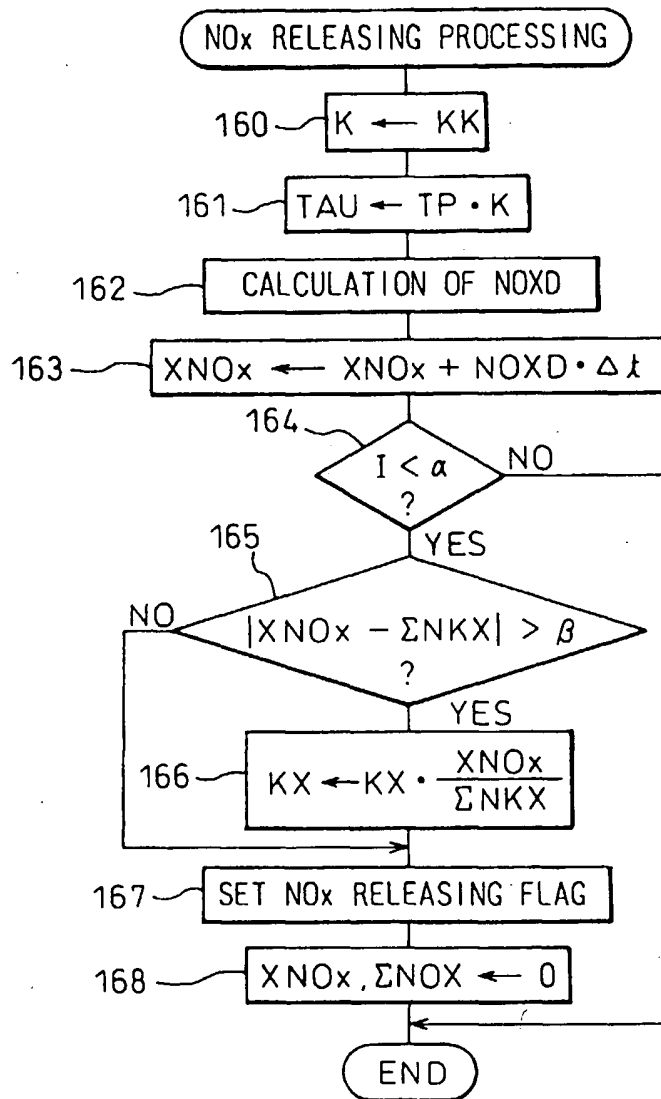 NOx RELEASING PROCESSING
160
K ← KK
161
TAU ← TP・K
162
CALCULATION OF NOXD
163
XNOx ← XNOx + NOXD・Δt
164
I < α
?
NO
YES
165
NO
|XNOx − ΣNKX| > β
?
YES
166
KX ← KX・XNOx/ΣNKX
167
SET NOx RELEASING FLAG
168
XNOx, ΣNOX ← 0
END